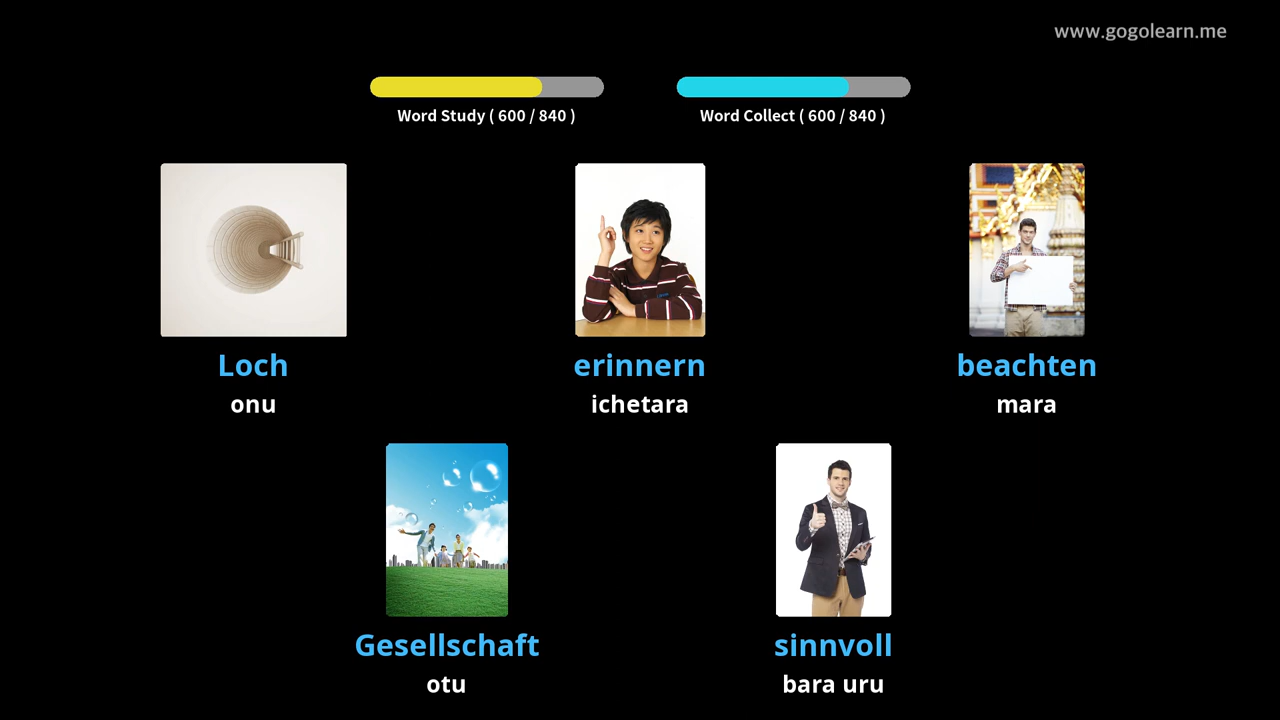 www.gogolearn.me
Word Study ( 600 / 840 )
Word Collect ( 600 / 840 )
Loch
onu
erinnern
ichetara
beachten
mara
Gesellschaft
otu
sinnvoll
bara uru